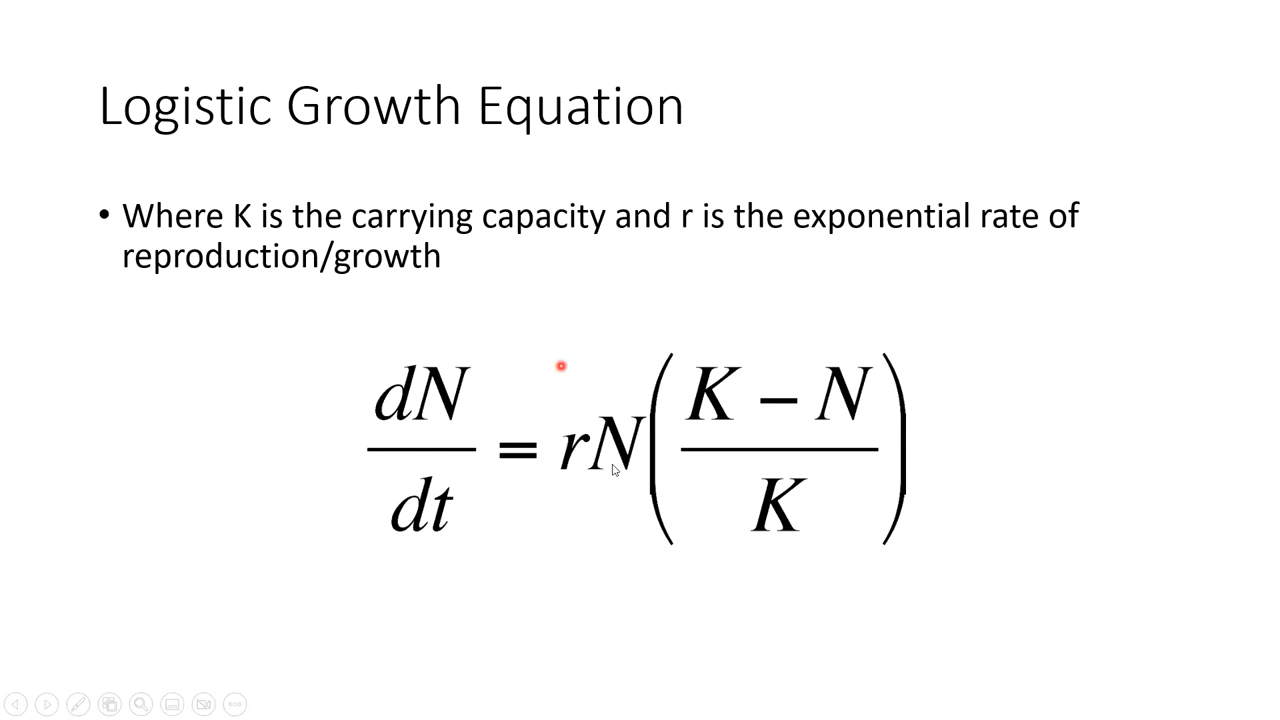 Logistic Growth Equation
• Where K is the carrying capacity and r is the exponential rate of
reproduction/growth
dN/dt = rN((K − N)/K)